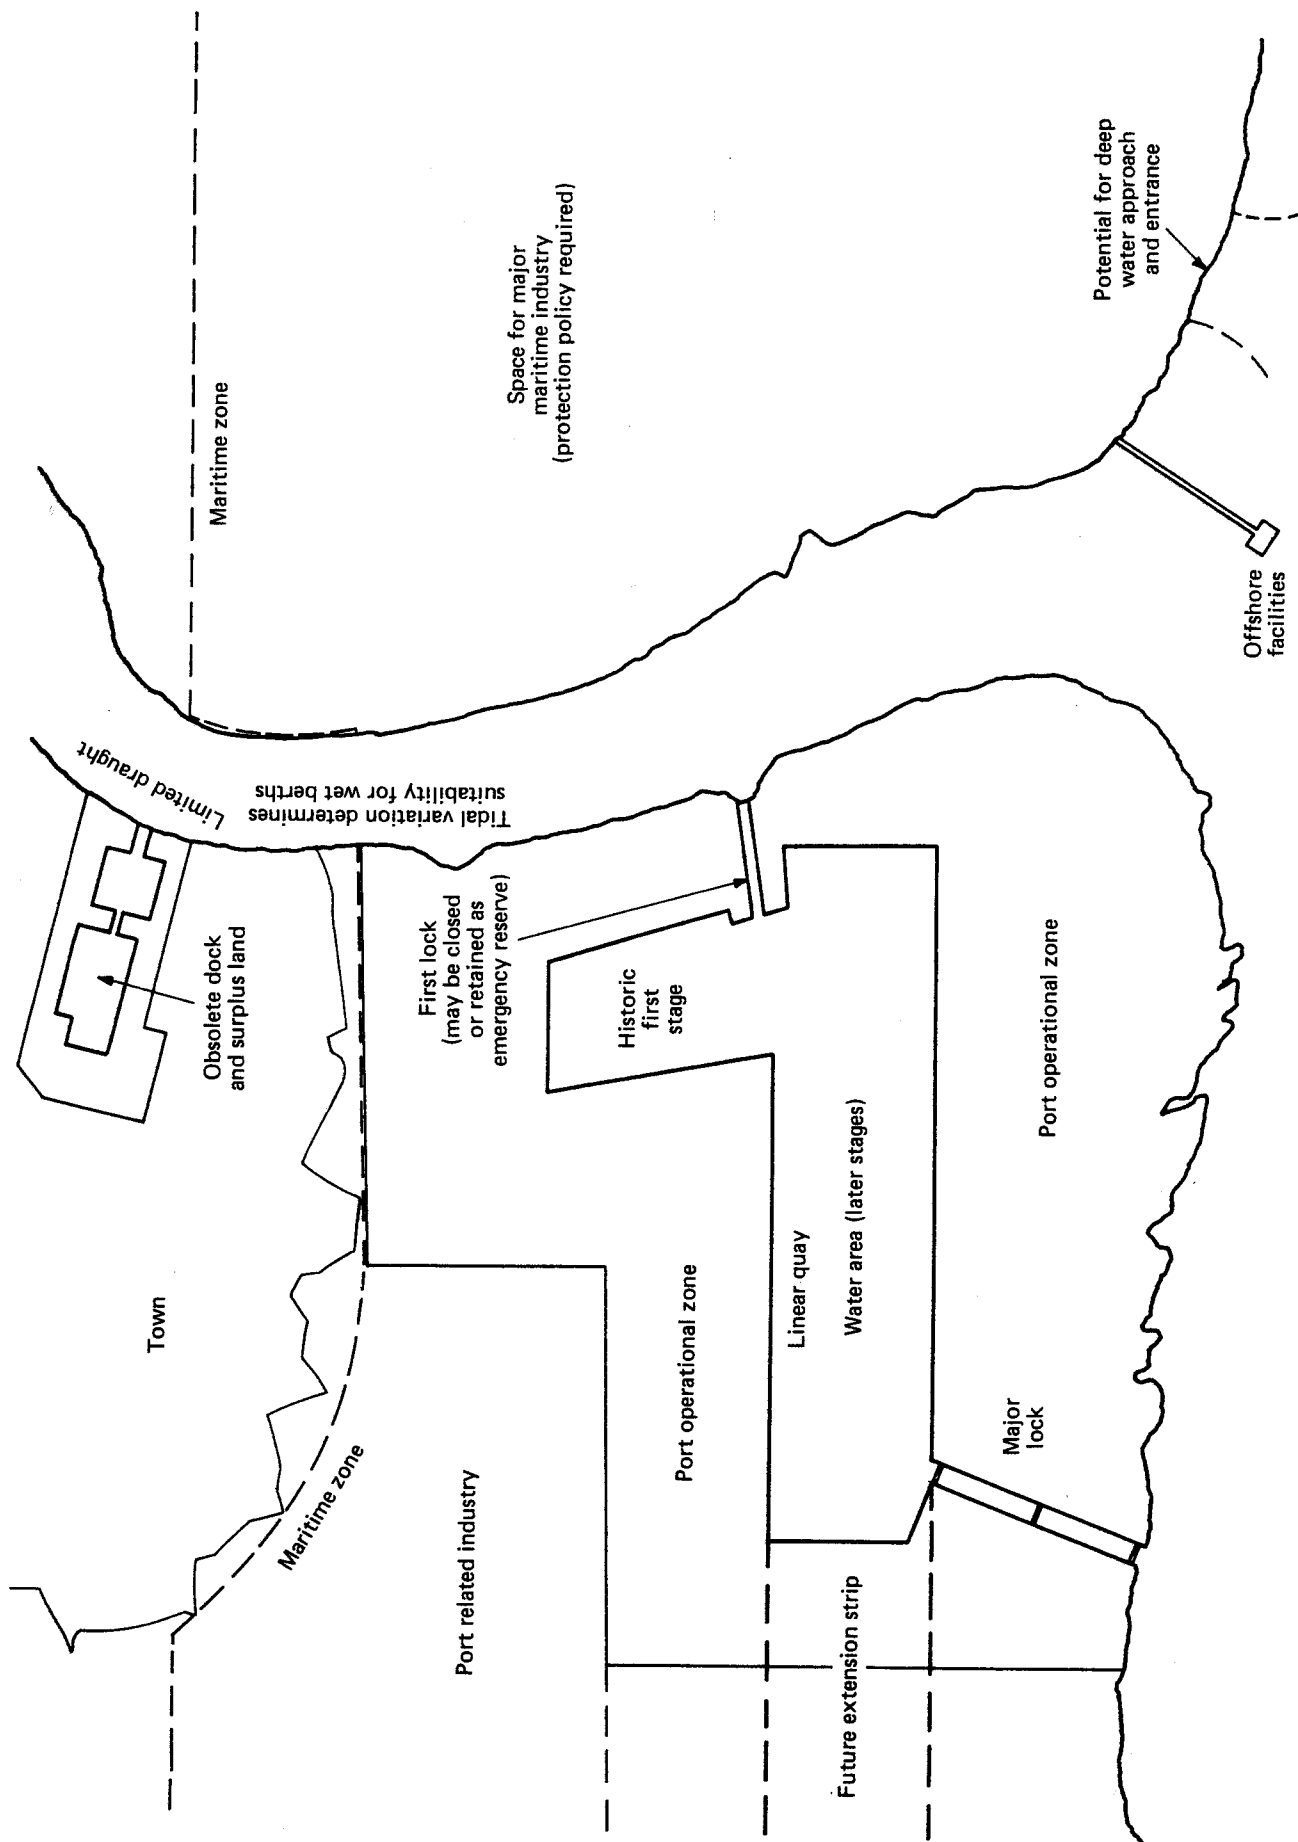 Maritime zone
Space for major
maritime industry
(protection policy required)
Potential for deep
water approach
and entrance
Offshore
facilities
Limited draught
Tidal variation determines
suitability for wet berths
Obsolete dock
and surplus land
First lock
(may be closed
or retained as
emergency reserve)
Historic
first
stage
Port operational zone
Town
Maritime zone
Port related industry
Port operational zone
Linear quay
Water area (later stages)
Major
lock
Future extension strip